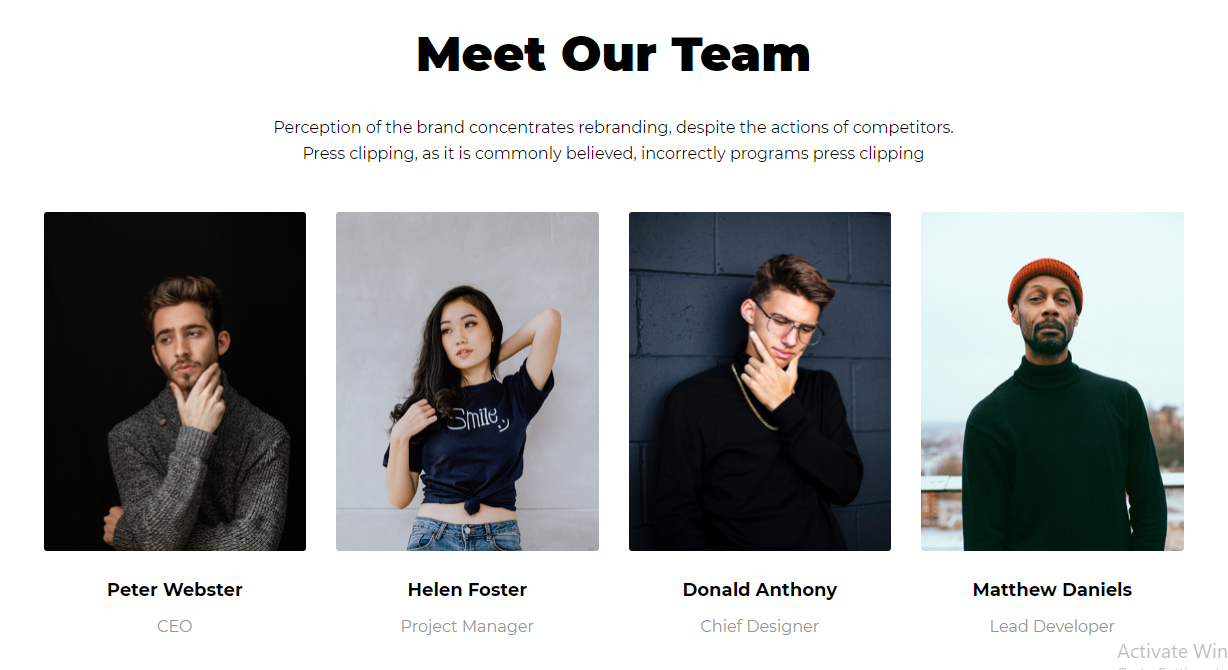 Meet Our Team
Perception of the brand concentrates rebranding, despite the actions of competitors.
Press clipping, as it is commonly believed, incorrectly programs press clipping
Smile
Peter Webster
Helen Foster
Donald Anthony
Matthew Daniels
CEO
Project Manager
Chief Designer
Lead Developer
Activate Win